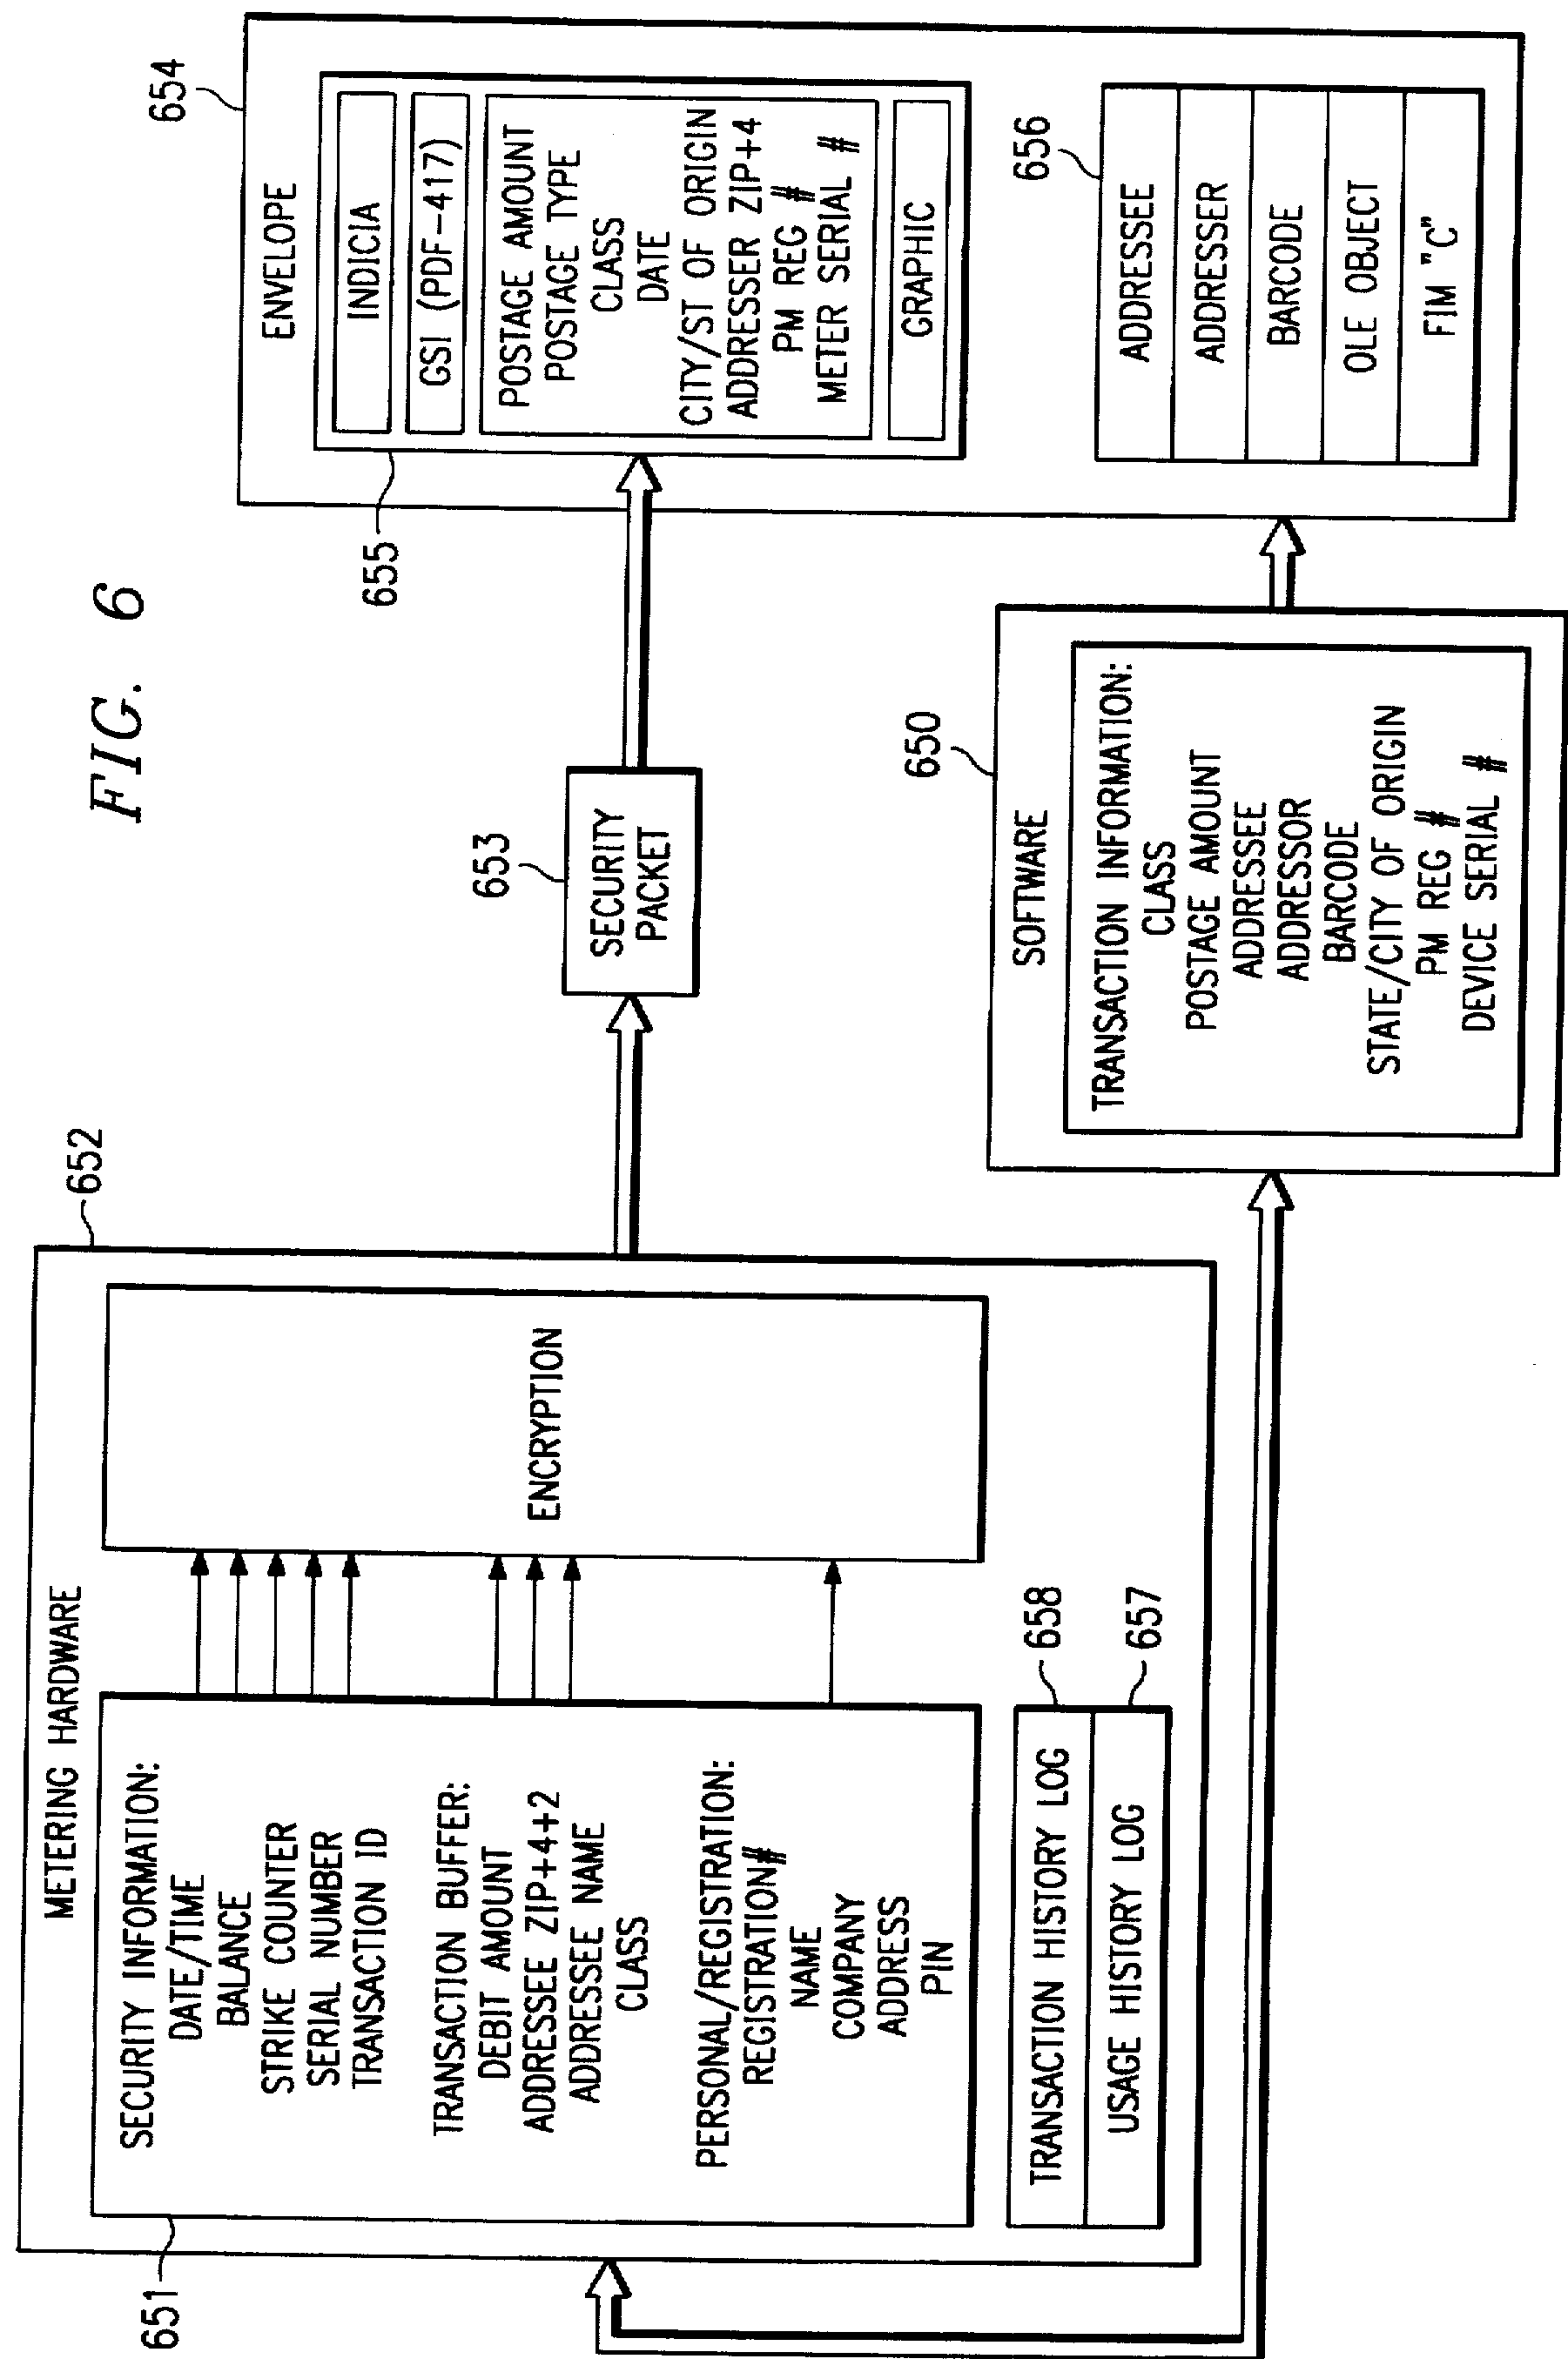 FIG. 6
652
METERING HARDWARE
651
SECURITY INFORMATION:
DATE/TIME
BALANCE
STRIKE COUNTER
SERIAL NUMBER
TRANSACTION ID
TRANSACTION BUFFER:
DEBIT AMOUNT
ADDRESSEE ZIP+4+2
ADDRESSEE NAME
CLASS
PERSONAL/REGISTRATION:
REGISTRATION#
NAME
COMPANY
ADDRESS
PIN
ENCRYPTION
TRANSACTION HISTORY LOG
658
USAGE HISTORY LOG
657
653
SECURITY
PACKET
650
SOFTWARE
TRANSACTION INFORMATION:
CLASS
POSTAGE AMOUNT
ADDRESSEE
ADDRESSOR
BARCODE
STATE/CITY OF ORIGIN
PM REG #
DEVICE SERIAL #
654
ENVELOPE
655
INDICIA
GSI (PDF-417)
POSTAGE AMOUNT
POSTAGE TYPE
CLASS
DATE
CITY/ST OF ORIGIN
ADDRESSER ZIP+4
PM REG #
METER SERIAL #
GRAPHIC
656
ADDRESSEE
ADDRESSER
BARCODE
OLE OBJECT
FIM "C"